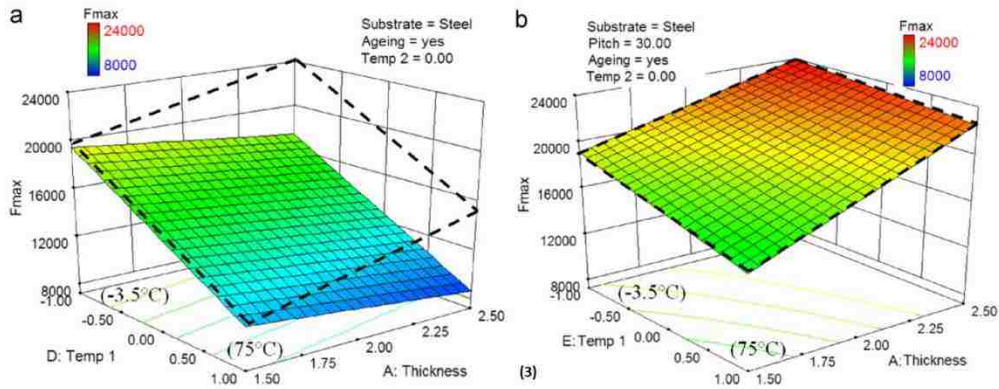 a
Fmax
24000
8000
Substrate = Steel
Ageing = yes
Temp 2 = 0.00
24000
20000
16000
12000
8000
Fmax
-1.00
-0.50
0.00
0.50
1.00
D: Temp 1
(-3.5°C)
(75°C)
1.50
1.75
2.00
2.25
2.50
A: Thickness
b
Substrate = Steel
Pitch = 30.00
Ageing = yes
Temp 2 = 0.00
Fmax
24000
8000
24000
20000
16000
12000
8000
Fmax
-1.00
-0.50
0.00
0.50
1.00
E: Temp 1
(-3.5°C)
(75°C)
1.50
1.75
2.00
2.25
2.50
A: Thickness
(3)